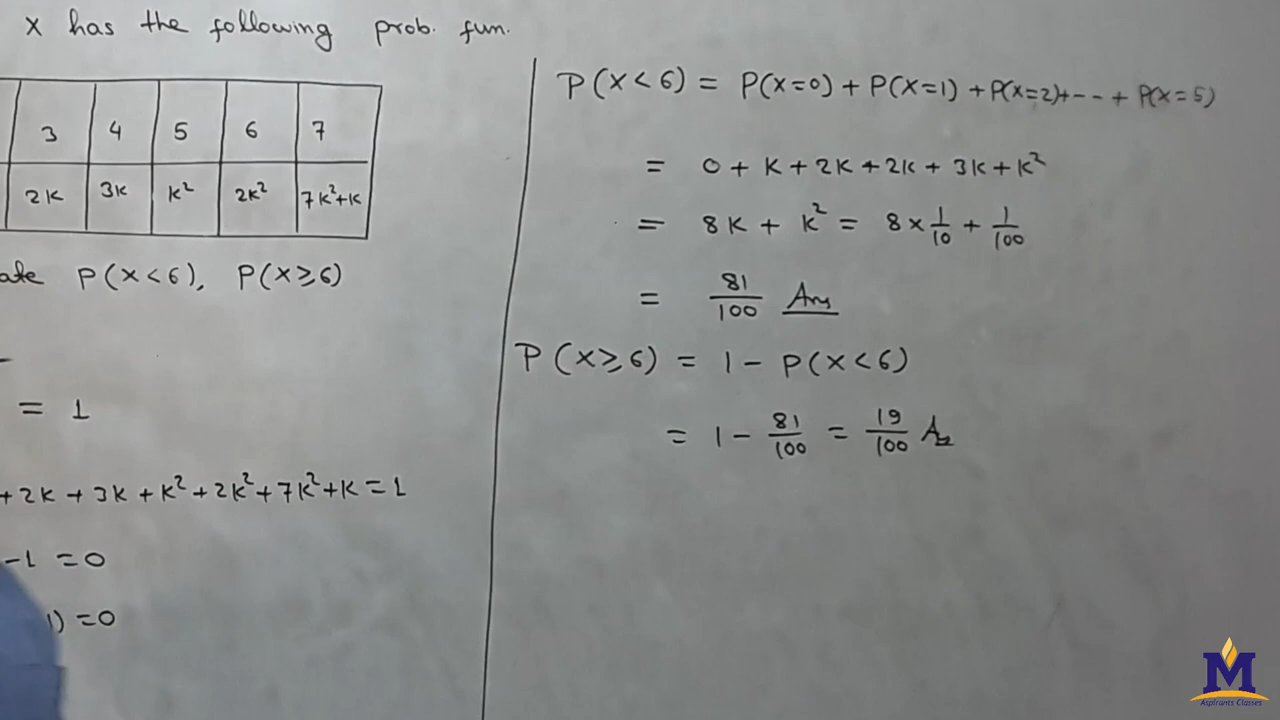 X has the following prob. fun.
3 4 5 6 7
2K 3K K² 2K² 7K²+K
ate P(X<6), P(X≥6)
= 1
+2K+3K+K²+2K²+7K²+K=1
-1 =0
1) =0
P(X<6) = P(X=0) + P(X=1) + P(X=2)+--- + P(X=5)
= 0 + K + 2K + 2K + 3K + K²
= 8K + K² = 8 × 1/10 + 1/100
= 81/100 Ans
P(X≥6) = 1 - P(X<6)
= 1 - 81/100 = 19/100 Ans
M
Aspirants Classes